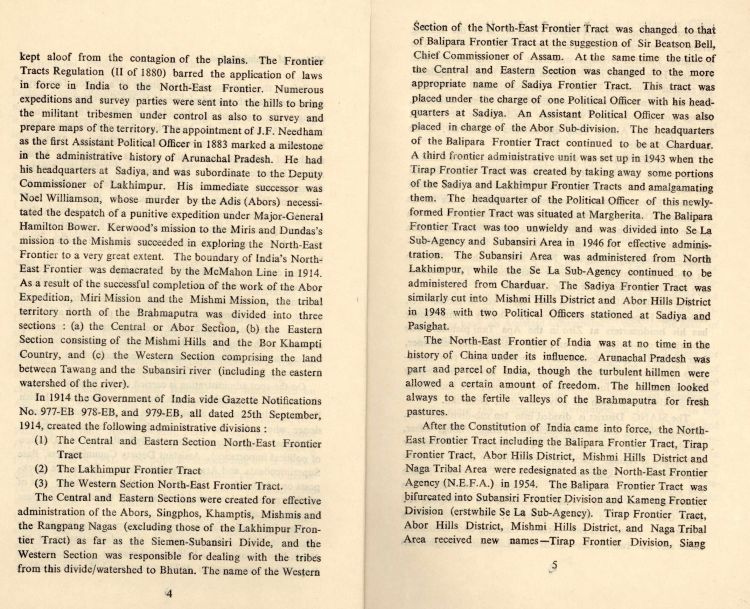 kept aloof from the contagion of the plains. The Frontier
Tracts Regulation (II of 1880) barred the application of laws
in force in India to the North-East Frontier. Numerous
expeditions and survey parties were sent into the hills to bring
the militant tribesmen under control as also to survey and
prepare maps of the territory. The appointment of J.F. Needham
as the first Assistant Political Officer in 1883 marked a milestone
in the administrative history of Arunachal Pradesh. He had
his headquarters at Sadiya, and was subordinate to the Deputy
Commissioner of Lakhimpur. His immediate successor was
Noel Williamson, whose murder by the Adis (Abors) necessi-
tated the despatch of a punitive expedition under Major-General
Hamilton Bower. Kerwood's mission to the Miris and Dundas's
mission to the Mishmis succeeded in exploring the North-East
Frontier to a very great extent. The boundary of India's North-
East Frontier was demacrated by the McMahon Line in 1914.
As a result of the successful completion of the work of the Abor
Expedition, Miri Mission and the Mishmi Mission, the tribal
territory north of the Brahmaputra was divided into three
sections : (a) the Central or Abor Section, (b) the Eastern
Section consisting of the Mishmi Hills and the Bor Khampti
Country, and (c) the Western Section comprising the land
between Tawang and the Subansiri river (including the eastern
watershed of the river).
In 1914 the Government of India vide Gazette Notifications
No. 977-EB 978-EB, and 979-EB, all dated 25th September,
1914, created the following administrative divisions :
(1) The Central and Eastern Section North-East Frontier
Tract
(2) The Lakhimpur Frontier Tract
(3) The Western Section North-East Frontier Tract.
The Central and Eastern Sections were created for effective
administration of the Abors, Singphos, Khamptis, Mishmis and
the Rangpang Nagas (excluding those of the Lakhimpur Fron-
tier Tract) as far as the Siemen-Subansiri Divide, and the
Western Section was responsible for dealing with the tribes
from this divide/watershed to Bhutan. The name of the Western
4
Section of the North-East Frontier Tract was changed to that
of Balipara Frontier Tract at the suggestion of Sir Beatson Bell,
Chief Commissioner of Assam. At the same time the title of
the Central and Eastern Section was changed to the more
appropriate name of Sadiya Frontier Tract. This tract was
placed under the charge of one Political Officer with his head-
quarters at Sadiya. An Assistant Political Officer was also
placed in charge of the Abor Sub-division. The headquarters
of the Balipara Frontier Tract continued to be at Charduar.
A third frontier administrative unit was set up in 1943 when the
Tirap Frontier Tract was created by taking away some portions
of the Sadiya and Lakhimpur Frontier Tracts and amalgamating
them. The headquarter of the Political Officer of this newly-
formed Frontier Tract was situated at Margherita. The Balipara
Frontier Tract was too unwieldy and was divided into Se La
Sub-Agency and Subansiri Area in 1946 for effective adminis-
tration. The Subansiri Area was administered from North
Lakhimpur, while the Se La Sub-Agency continued to be
administered from Charduar. The Sadiya Frontier Tract was
similarly cut into Mishmi Hills District and Abor Hills District
in 1948 with two Political Officers stationed at Sadiya and
Pasighat.
The North-East Frontier of India was at no time in the
history of China under its influence. Arunachal Pradesh was
part and parcel of India, though the turbulent hillmen were
allowed a certain amount of freedom. The hillmen looked
always to the fertile valleys of the Brahmaputra for fresh
pastures.
After the Constitution of India came into force, the North-
East Frontier Tract including the Balipara Frontier Tract, Tirap
Frontier Tract, Abor Hills District, Mishmi Hills District and
Naga Tribal Area were redesignated as the North-East Frontier
Agency (N.E.F.A.) in 1954. The Balipara Frontier Tract was
bifurcated into Subansiri Frontier Division and Kameng Frontier
Division (erstwhile Se La Sub-Agency). Tirap Frontier Tract,
Abor Hills District, Mishmi Hills District, and Naga Tribal
Area received new names—Tirap Frontier Division, Siang
5